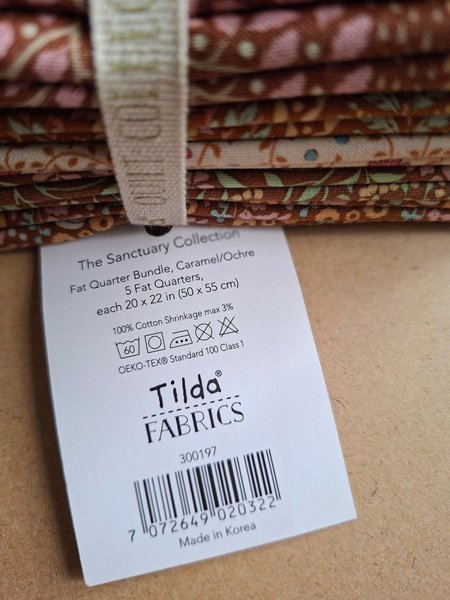 QUILT COLLECTION
The Sanctuary Collection
Fat Quarter Bundle, Caramel/Ochre
5 Fat Quarters,
each 20 x 22 in (50 x 55 cm)
100% Cotton Shrinkage max 3%
60
OEKO-TEX® Standard 100 Class 1
Tilda®
FABRICS
300197
7 072649 020322
Made in Korea